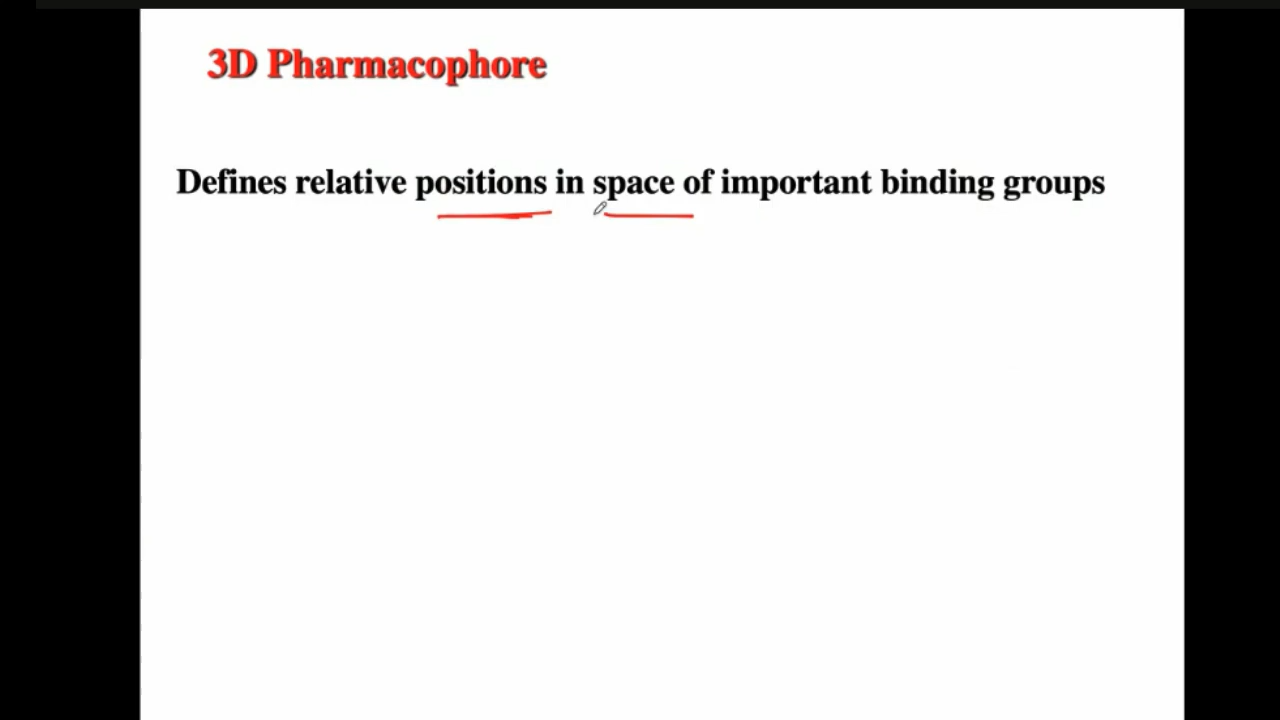 3D Pharmacophore
Defines relative positions in space of important binding groups